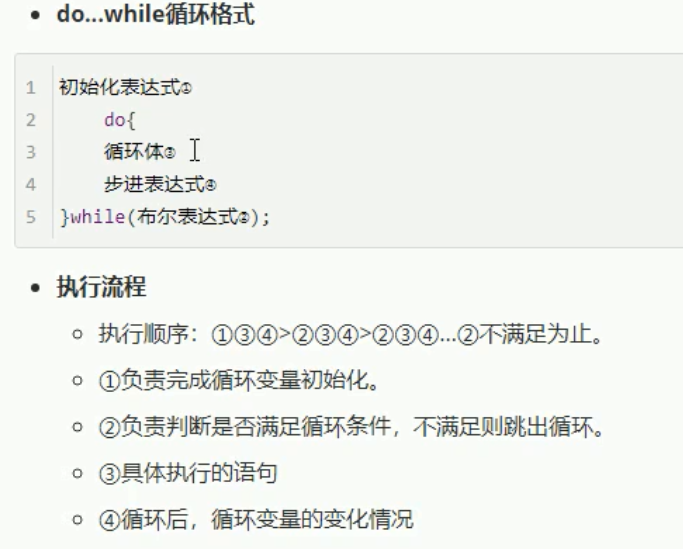 do...while循环格式
1 初始化表达式①
2 do{
3 循环体③
4 步进表达式④
5 }while(布尔表达式②);
执行流程
执行顺序：①③④>②③④>②③④...②不满足为止。
①负责完成循环变量初始化。
②负责判断是否满足循环条件，不满足则跳出循环。
③具体执行的语句
④循环后，循环变量的变化情况